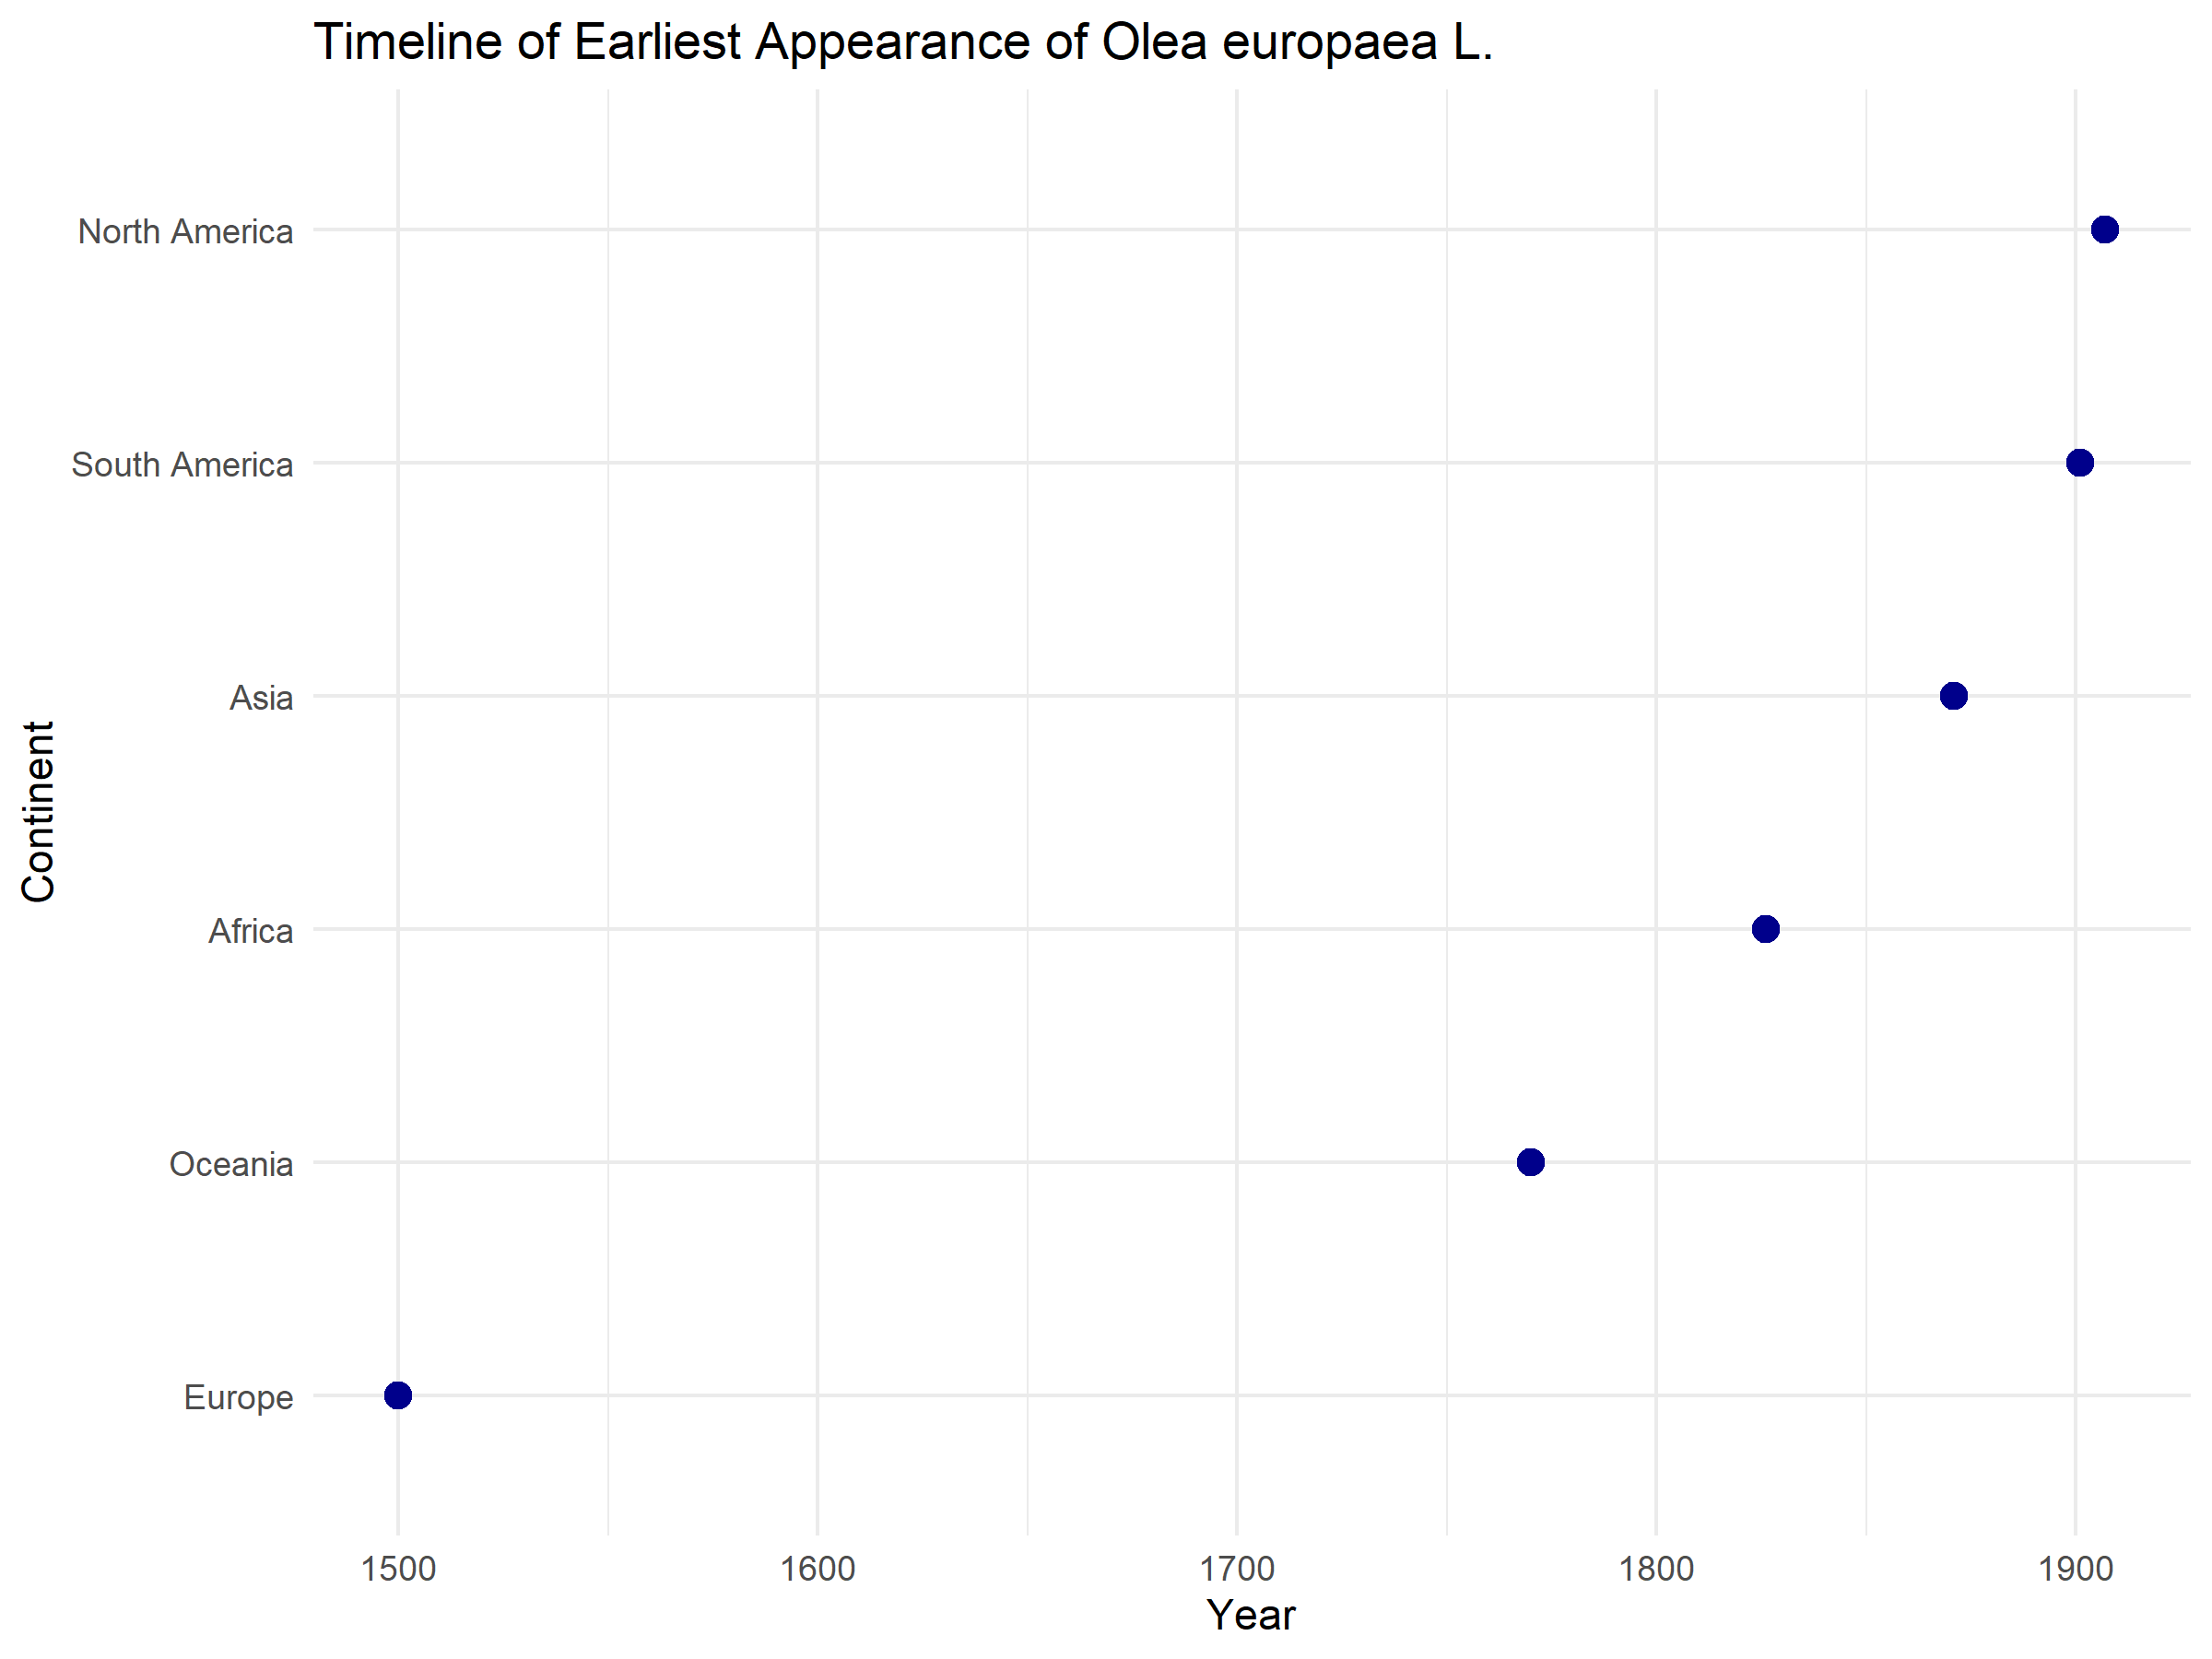 Timeline of Earliest Appearance of Olea europaea L.
Continent
North America
South America
Asia
Africa
Oceania
Europe
1500 1600 1700 1800 1900
Year